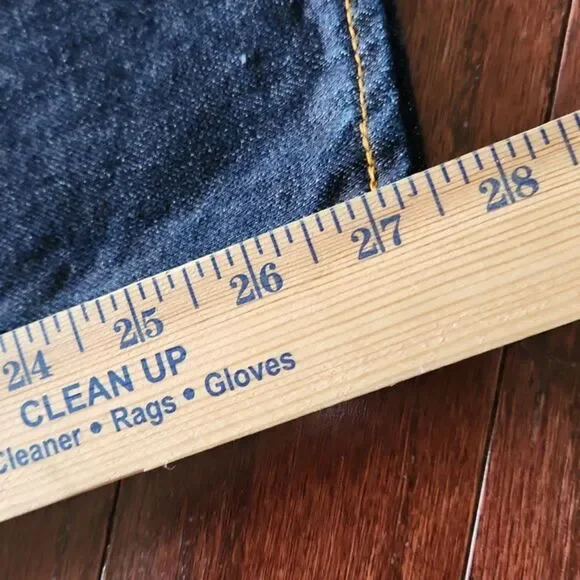 24 25 26 27 28
CLEAN UP
Cleaner • Rags • Gloves